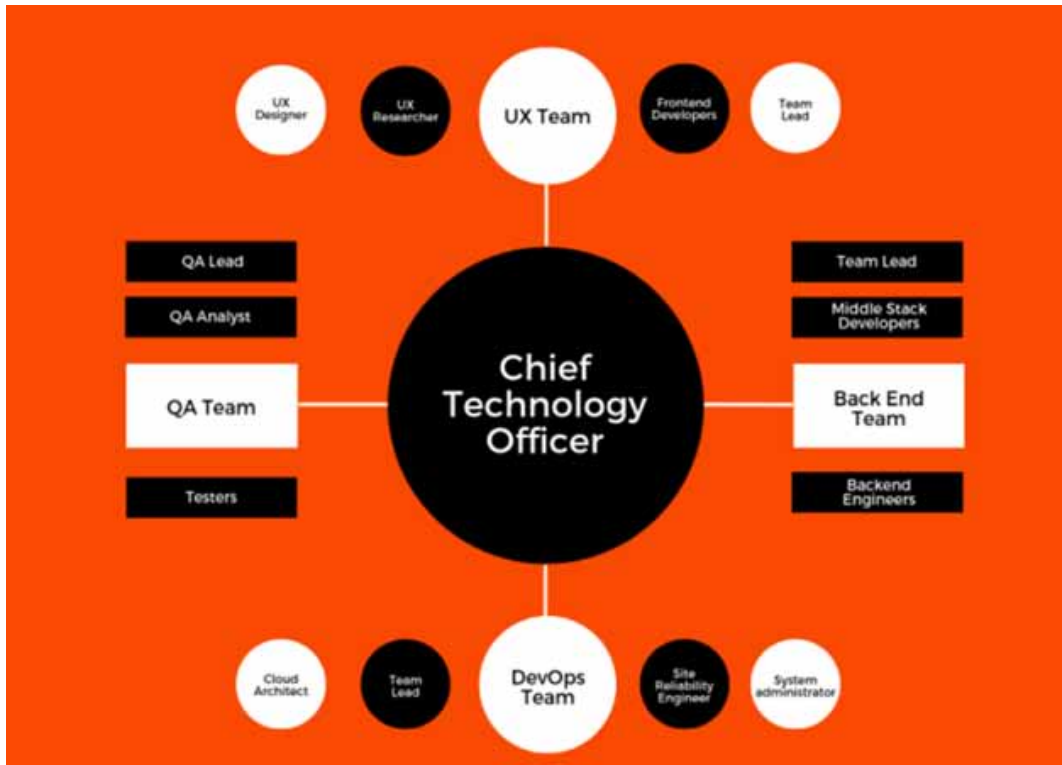 UX
Designer
UX
Researcher
UX Team
Frontend
Developers
Team
Lead
QA Lead
QA Analyst
QA Team
Testers
Chief
Technology
Officer
Team Lead
Middle Stack
Developers
Back End
Team
Backend
Engineers
Cloud
Architect
Team
Lead
DevOps
Team
Site
Reliability
Engineer
System
administrator